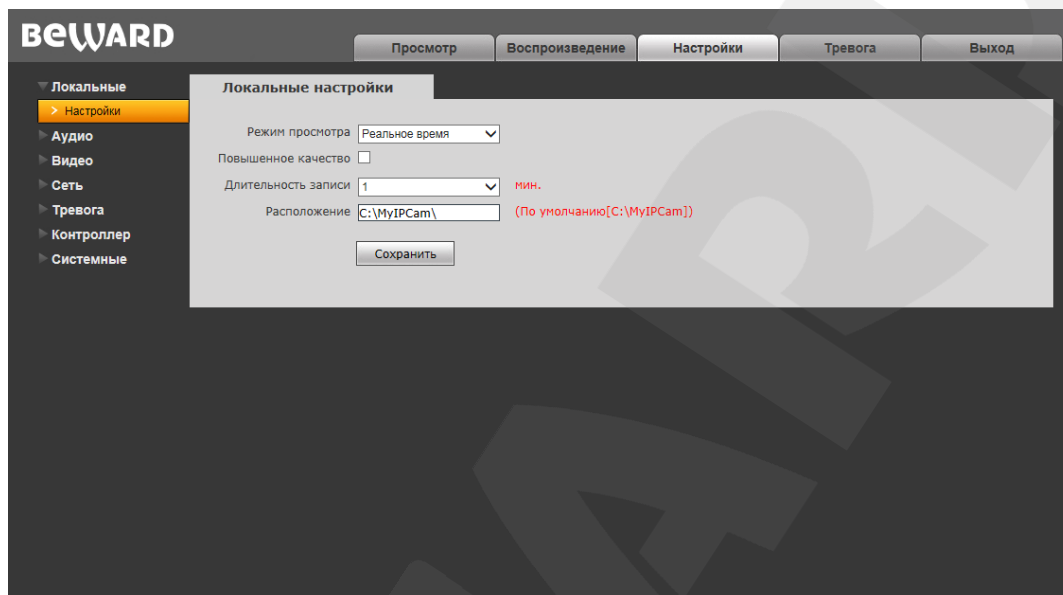 BEWARD
Просмотр
Воспроизведение
Настройки
Тревога
Выход
Локальные
> Настройки
Аудио
Видео
Сеть
Тревога
Контроллер
Системные
Локальные настройки
Режим просмотра Реальное время
Повышенное качество
Длительность записи 1 мин.
Расположение C:\MyIPCam\ (По умолчанию[C:\MyIPCam])
Сохранить